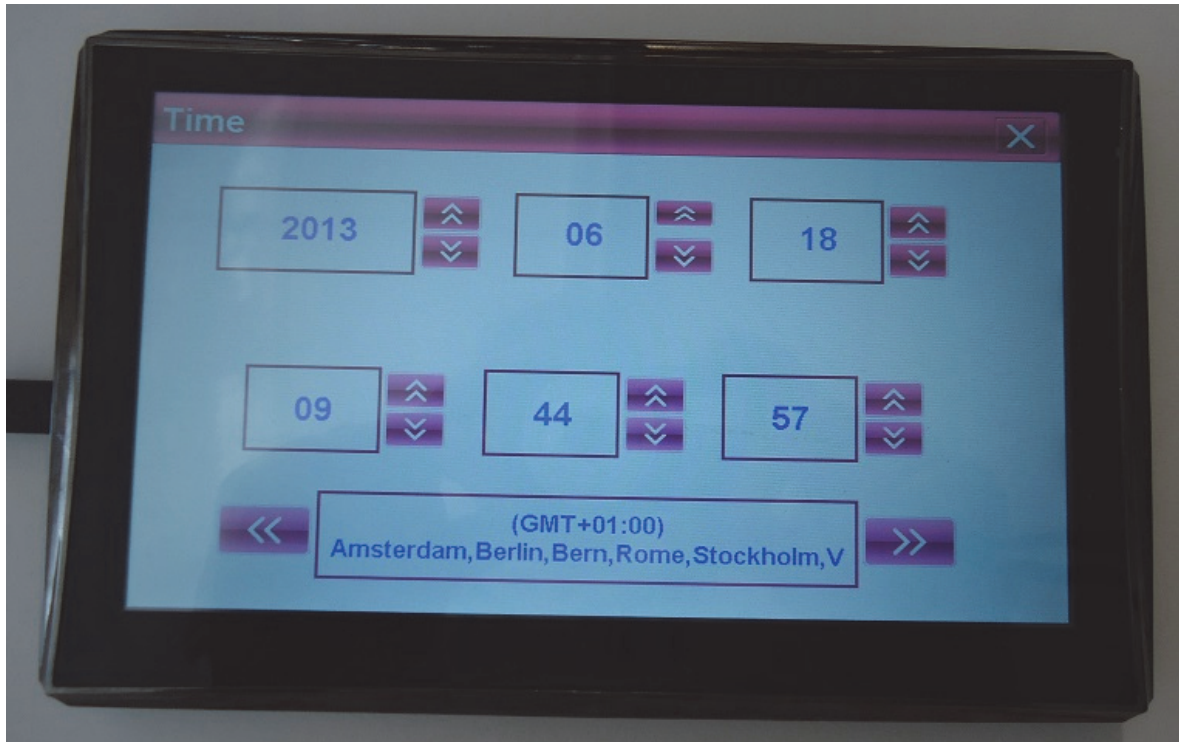 Time
2013 06 18
09 44 57
(GMT+01:00)
Amsterdam,Berlin,Bern,Rome,Stockholm,V